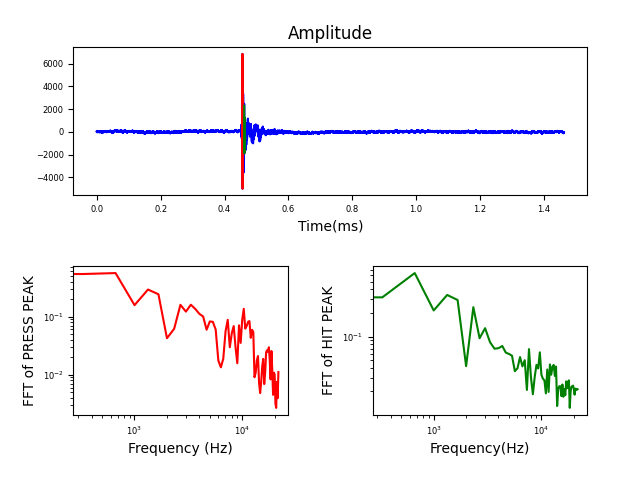 Amplitude
6000
4000
2000
0
−2000
−4000
0.0 0.2 0.4 0.6 0.8 1.0 1.2 1.4
Time(ms)
FFT of PRESS PEAK
10⁻¹
10⁻²
10³ 10⁴
Frequency (Hz)
FFT of HIT PEAK
10⁻¹
10³ 10⁴
Frequency(Hz)